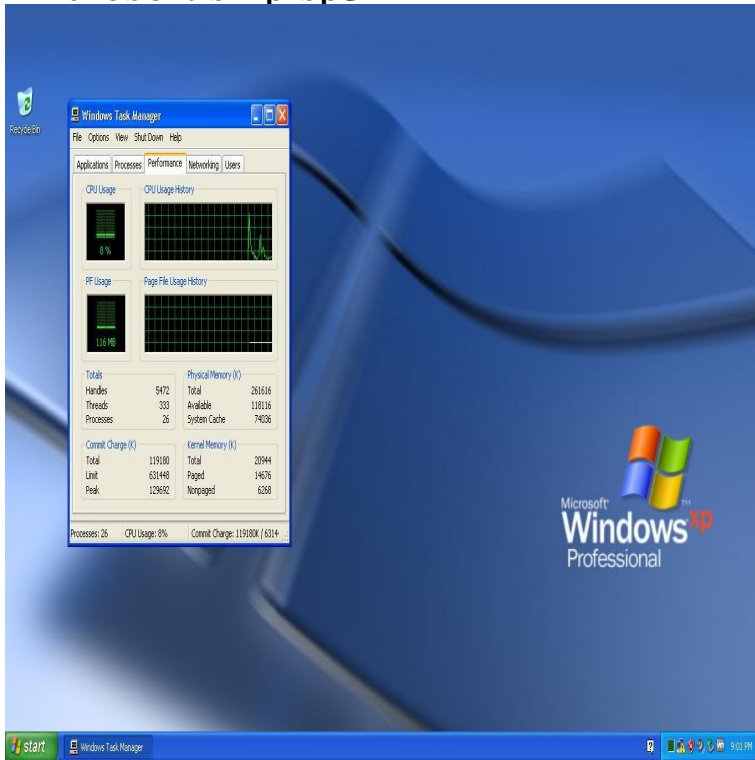 Recycle Bin
Windows Task Manager
File Options View Shut Down Help
Applications Processes Performance Networking Users
CPU Usage CPU Usage History
8 %
PF Usage Page File Usage History
116 MB
Totals Physical Memory (K)
Handles 5472 Total 261616
Threads 333 Available 118116
Processes 26 System Cache 74036
Commit Charge (K) Kernel Memory (K)
Total 119180 Total 20944
Limit 631448 Paged 14676
Peak 129692 Nonpaged 6268
Processes: 26 CPU Usage: 8% Commit Charge: 119180K / 6314
Microsoft
Windows xp
Professional
start Windows Task Manager 9:01 PM